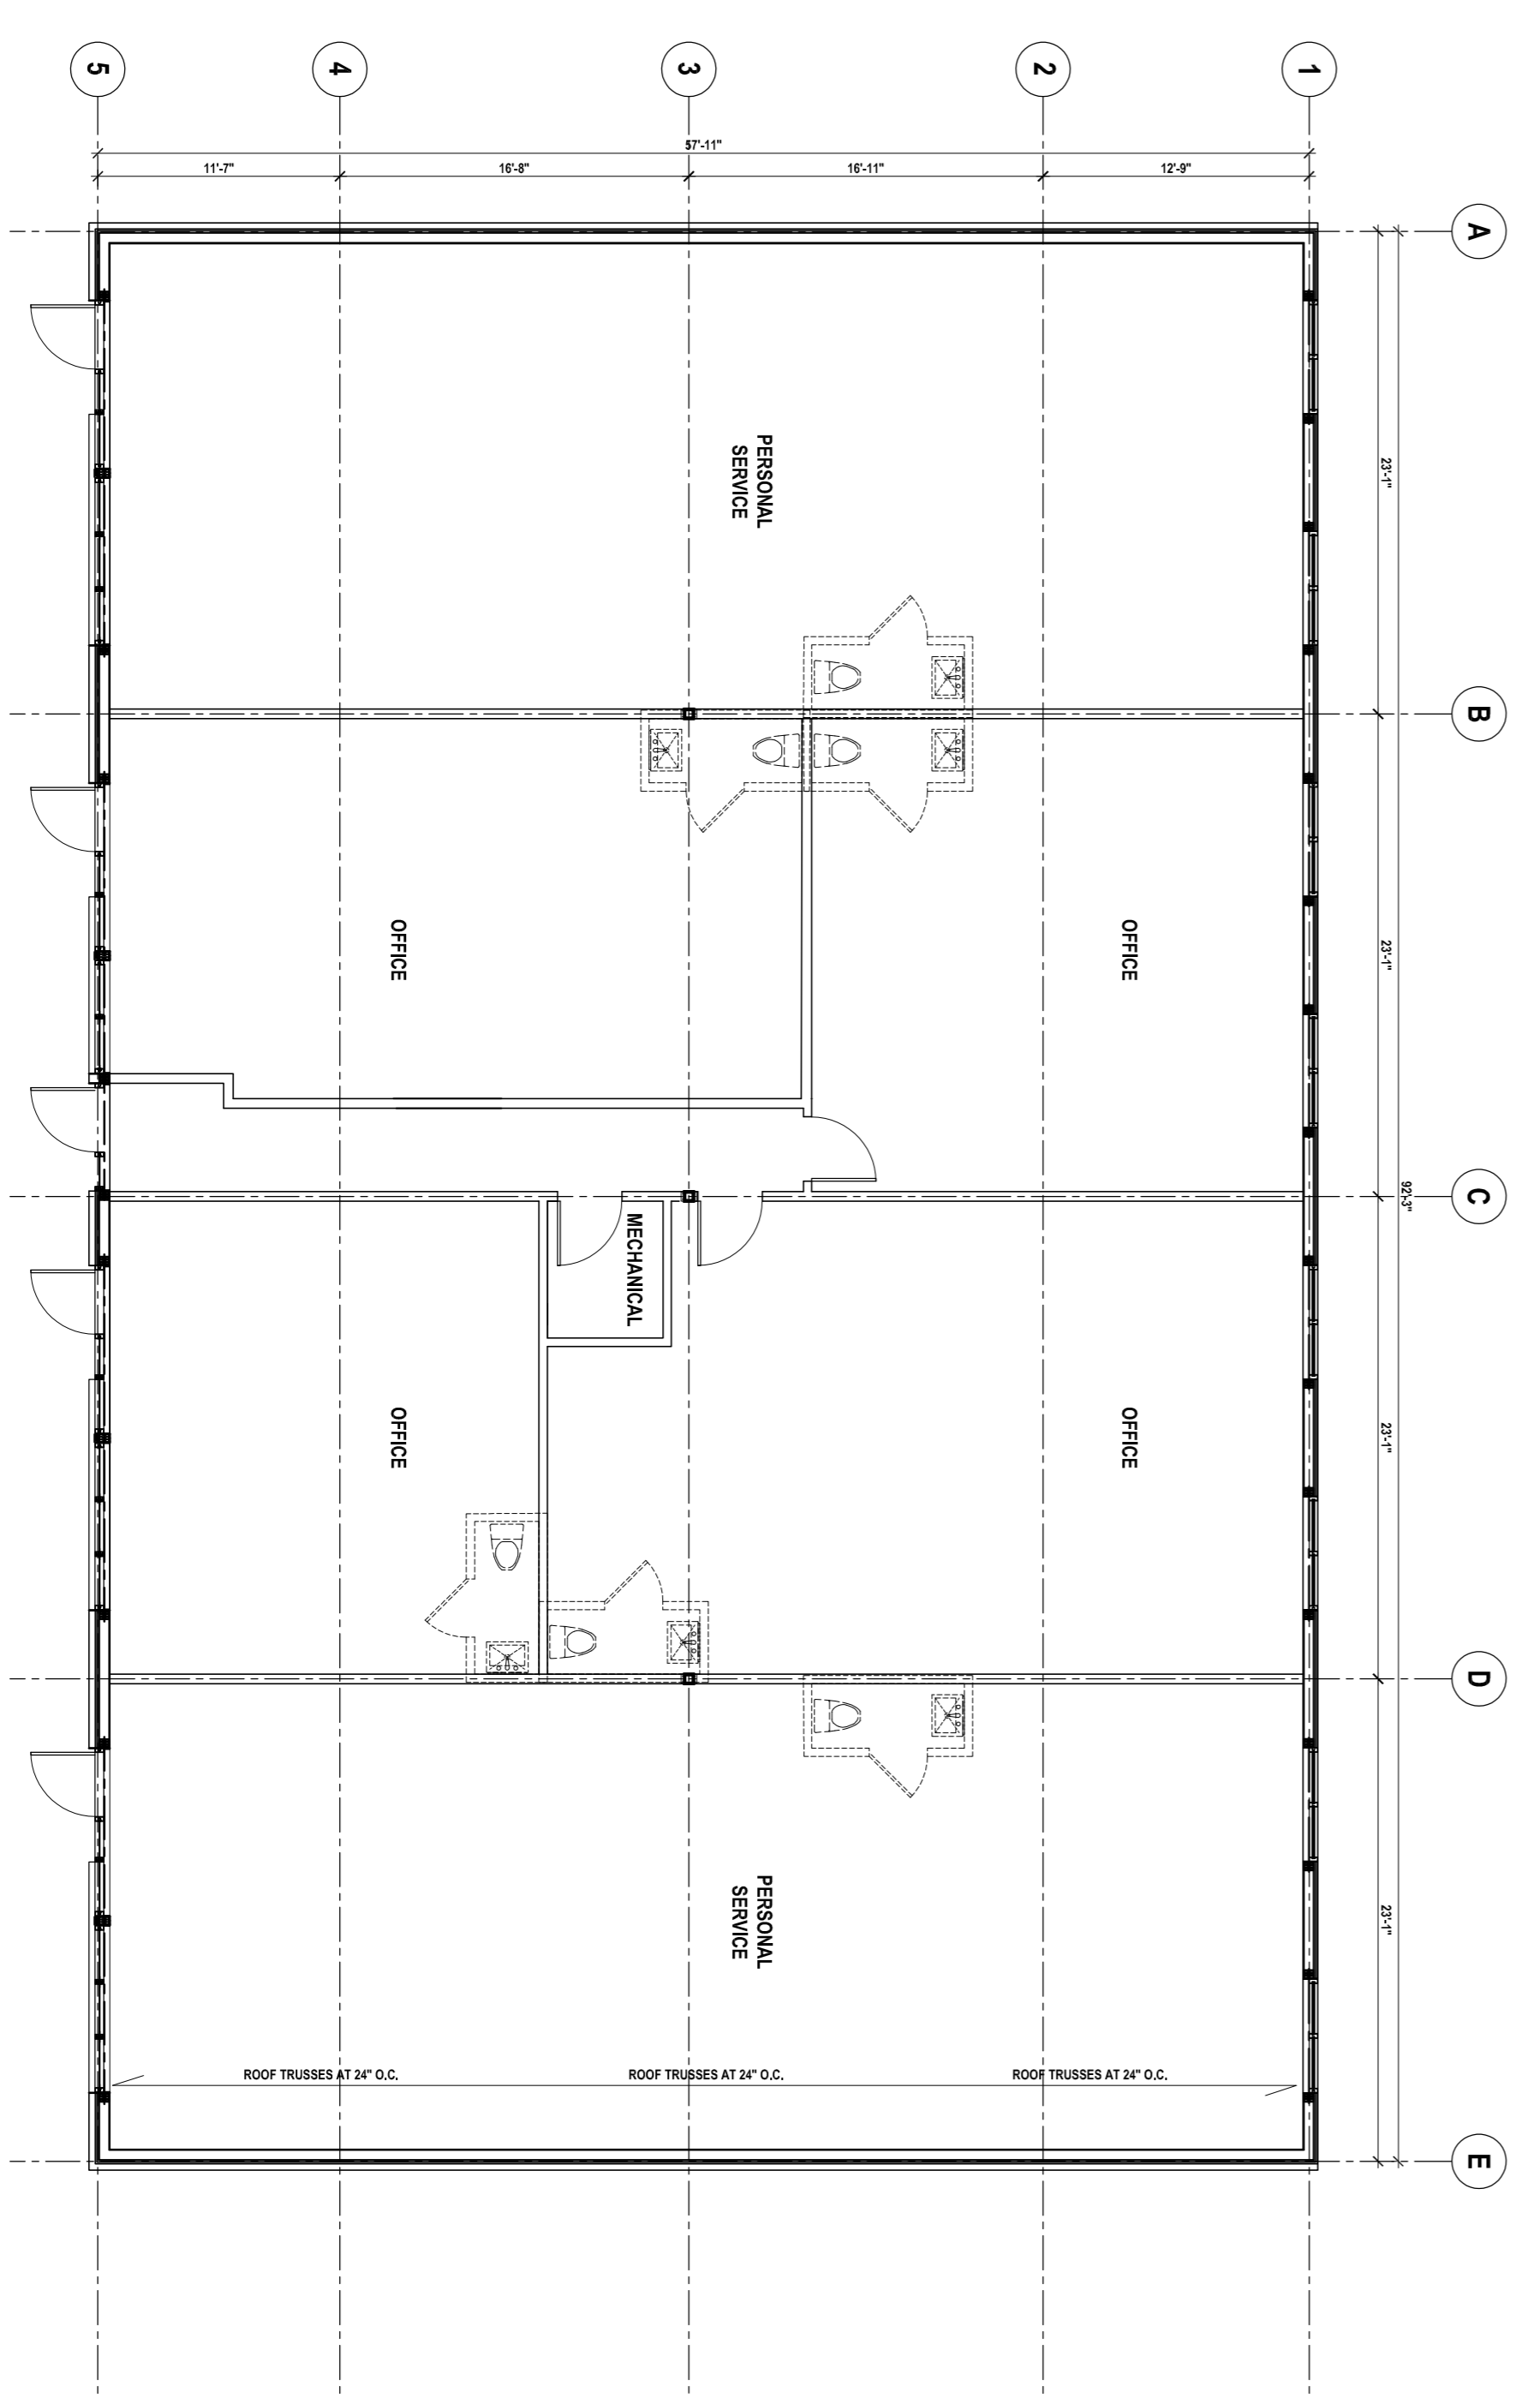 5
4
3
2
1
57'-11"
11'-7"
16'-8"
16'-11"
12'-9"
A
23'-1"
PERSONAL
SERVICE
B
OFFICE
OFFICE
23'-1"
C
92'-3"
MECHANICAL
OFFICE
OFFICE
23'-1"
D
PERSONAL
SERVICE
23'-1"
ROOF TRUSSES AT 24" O.C.
ROOF TRUSSES AT 24" O.C.
ROOF TRUSSES AT 24" O.C.
E